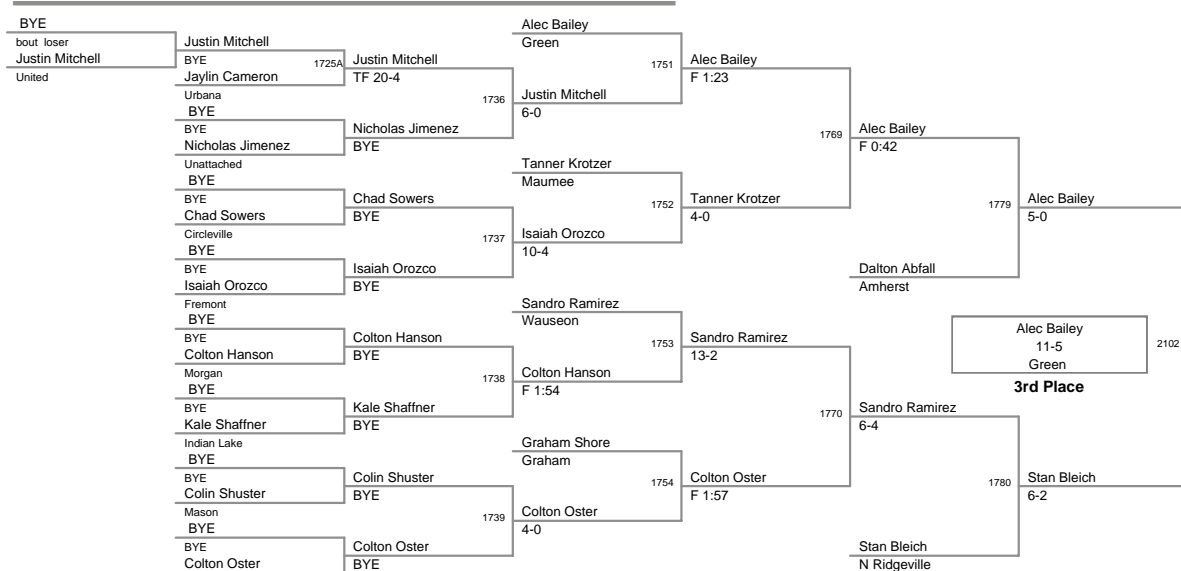 BYE
bout loser
Justin Mitchell
United
Justin Mitchell
BYE
Jaylin Cameron
Urbana
BYE
BYE
Nicholas Jimenez
Unattached
BYE
BYE
Chad Sowers
Circleville
BYE
BYE
Isaiah Orozco
Fremont
BYE
BYE
Colton Hanson
Morgan
BYE
BYE
Kale Shaffner
Indian Lake
BYE
BYE
Colin Shuster
Mason
BYE
BYE
Colton Oster
1725A
Justin Mitchell
TF 20-4
Nicholas Jimenez
BYE
Chad Sowers
BYE
Isaiah Orozco
BYE
Colton Hanson
BYE
Kale Shaffner
BYE
Colin Shuster
BYE
Colton Oster
BYE
1736
1737
1738
1739
Alec Bailey
Green
Justin Mitchell
6-0
Tanner Krotzer
Maumee
Isaiah Orozco
10-4
Sandro Ramirez
Wauseon
Colton Hanson
F 1:54
Graham Shore
Graham
Colton Oster
4-0
1751
1752
1753
1754
Alec Bailey
F 1:23
Tanner Krotzer
4-0
Sandro Ramirez
13-2
Colton Oster
F 1:57
1769
1770
Alec Bailey
F 0:42
Dalton Abfall
Amherst
Sandro Ramirez
6-4
Stan Bleich
N Ridgeville
1779
1780
Alec Bailey
5-0
Alec Bailey
11-5
Green
2102
3rd Place
Stan Bleich
6-2